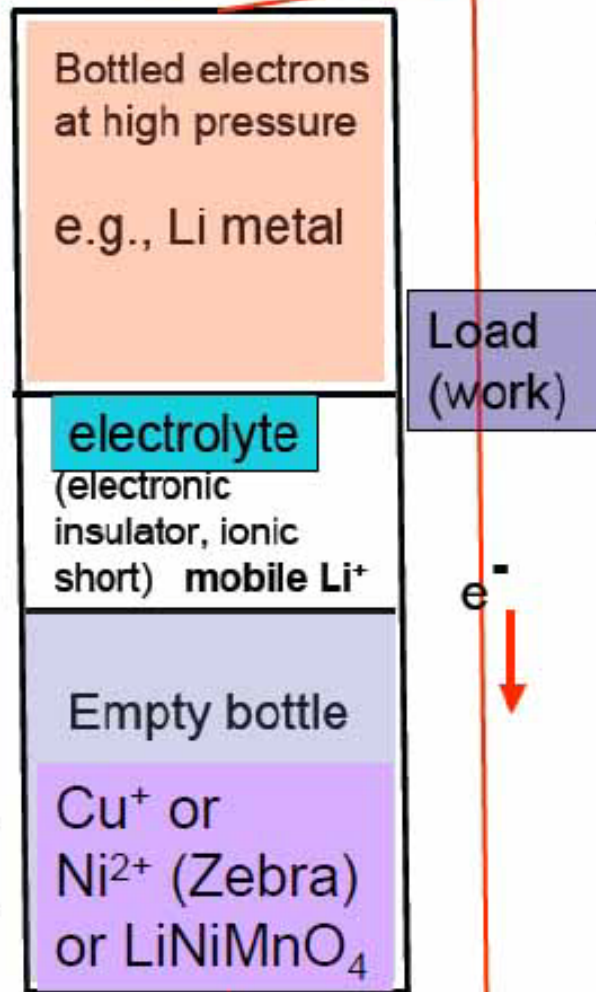 Bottled electrons
at high pressure
e.g., Li metal
Load
(work)
electrolyte
(electronic
insulator, ionic
short) mobile Li⁺
e⁻
Empty bottle
Cu⁺ or
Ni²⁺ (Zebra)
or LiNiMnO₄